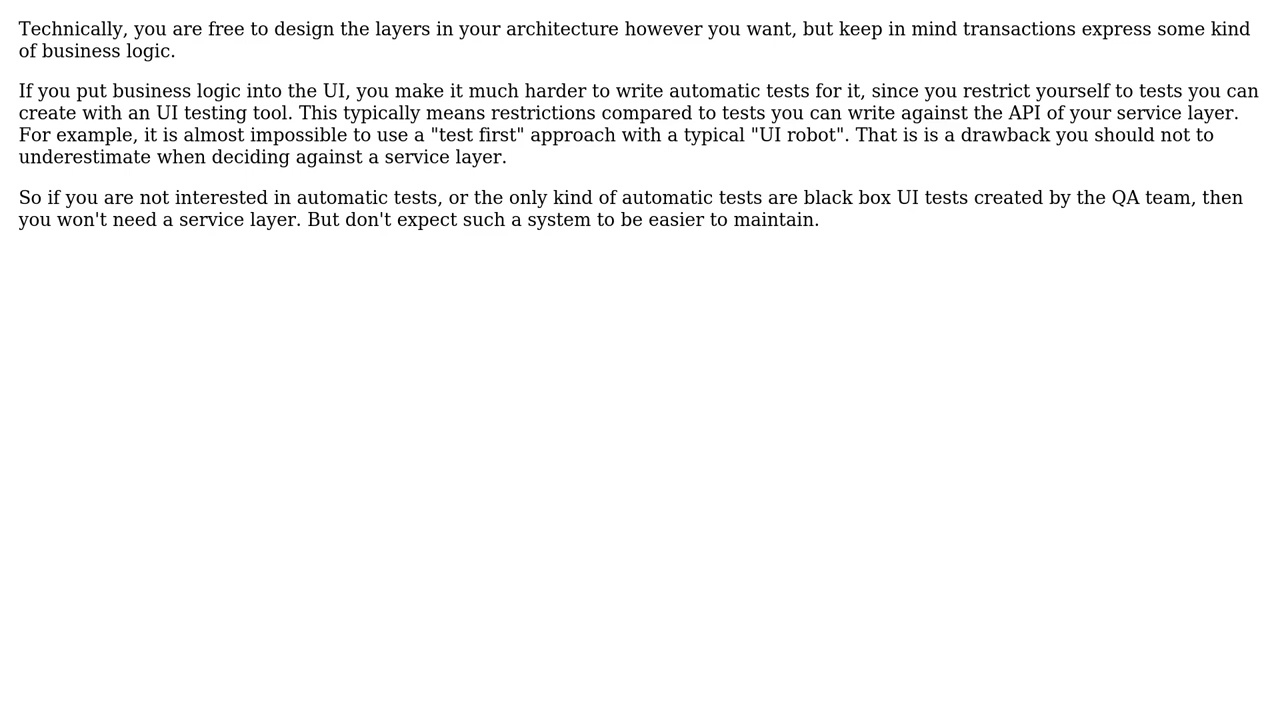 Technically, you are free to design the layers in your architecture however you want, but keep in mind transactions express some kind
of business logic.
If you put business logic into the UI, you make it much harder to write automatic tests for it, since you restrict yourself to tests you can
create with an UI testing tool. This typically means restrictions compared to tests you can write against the API of your service layer.
For example, it is almost impossible to use a "test first" approach with a typical "UI robot". That is is a drawback you should not to
underestimate when deciding against a service layer.
So if you are not interested in automatic tests, or the only kind of automatic tests are black box UI tests created by the QA team, then
you won't need a service layer. But don't expect such a system to be easier to maintain.